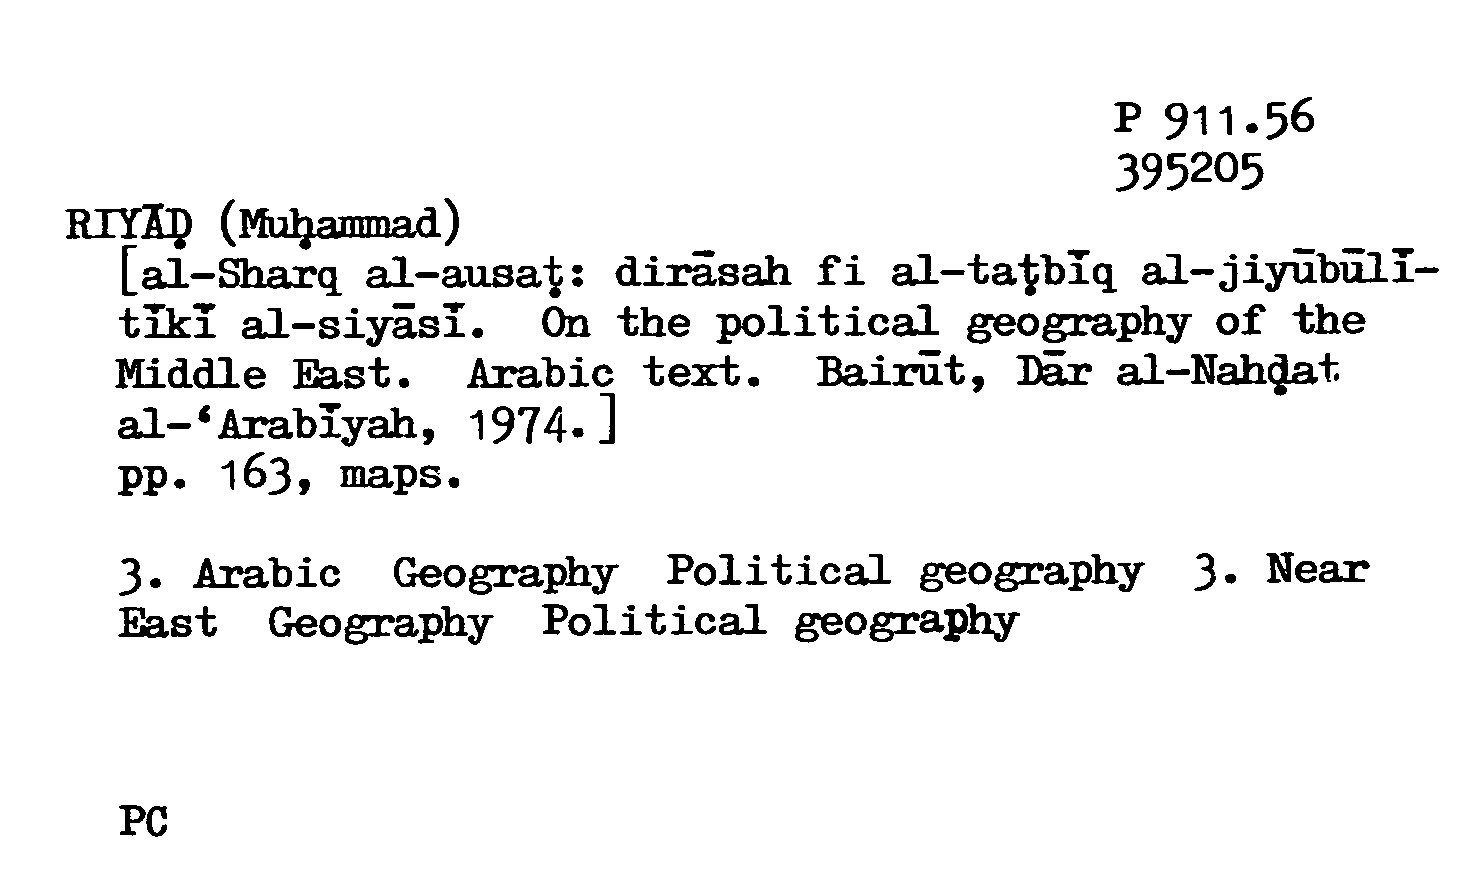 P 911.56
395205
RIYĀḌ (Muḥammad)
[al-Sharq al-ausaṭ: dirāsah fi al-taṭbīq al-jiyūbūlī-
tīkī al-siyāsī. On the political geography of the
Middle East. Arabic text. Bairūt, Dār al-Nahḍat
al-‘Arabīyah, 1974.]
pp. 163, maps.
3. Arabic Geography Political geography 3. Near
East Geography Political geography
PC